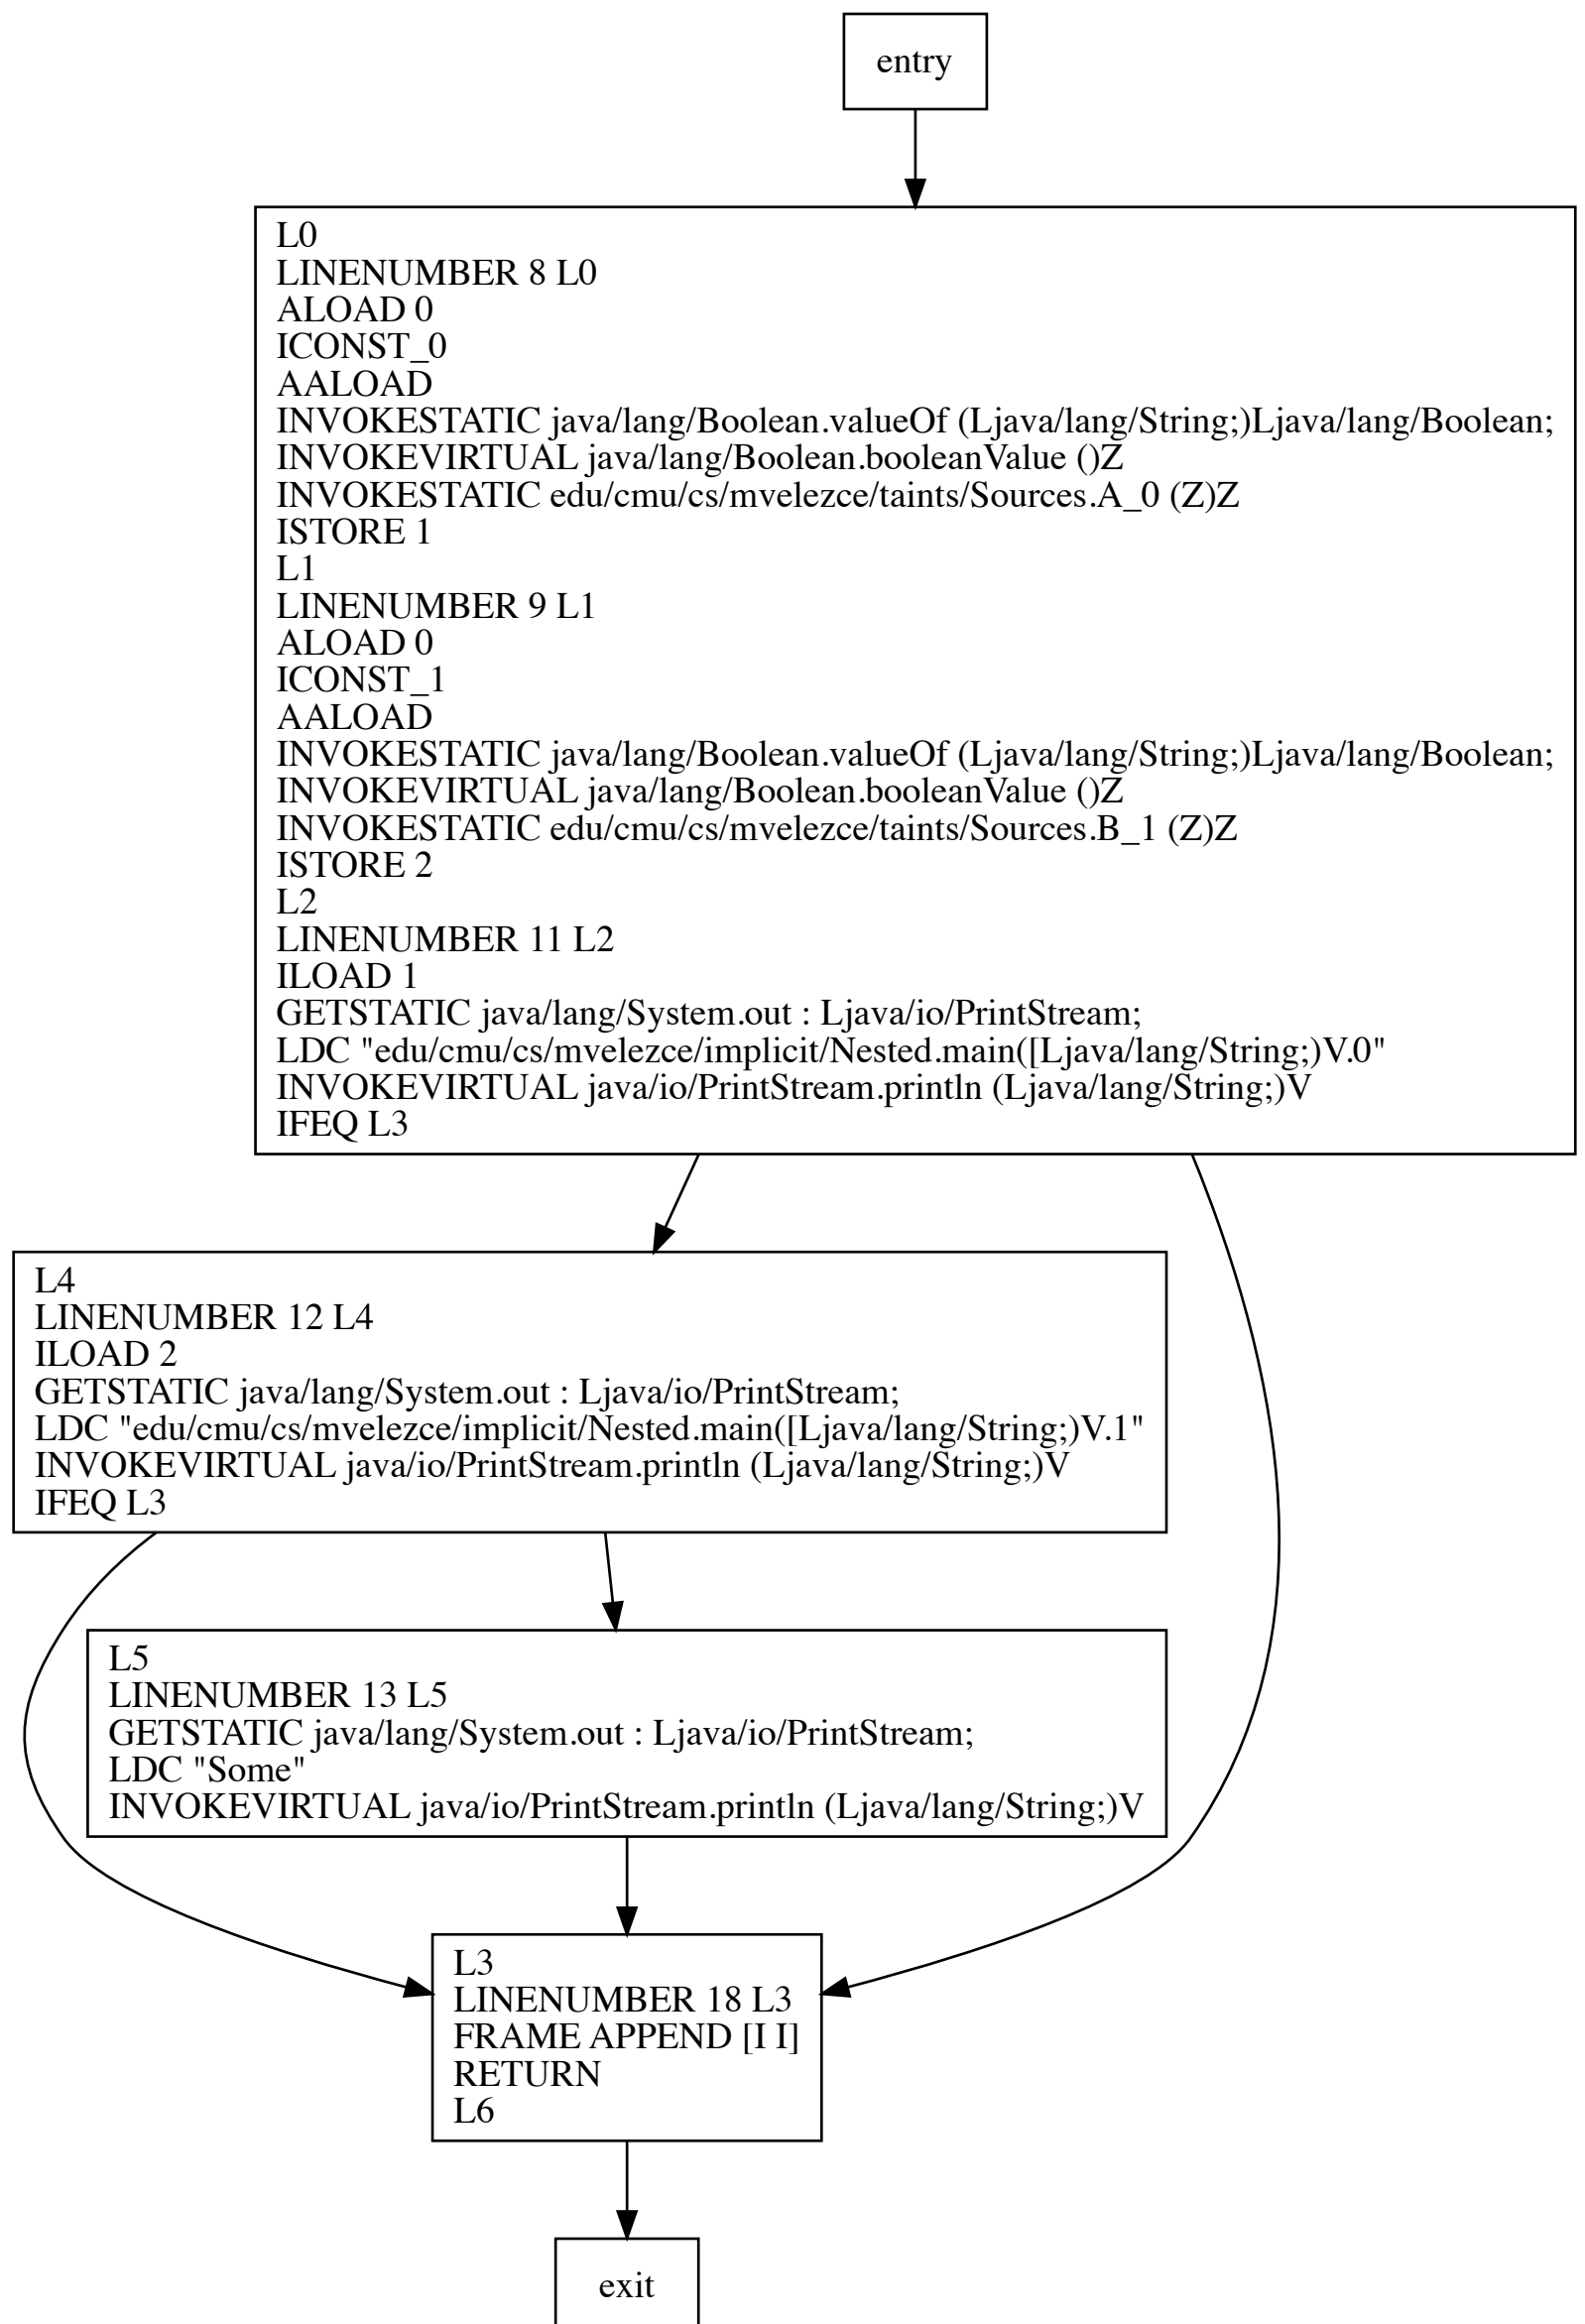 entry
L0
LINENUMBER 8 L0
ALOAD 0
ICONST_0
AALOAD
INVOKESTATIC java/lang/Boolean.valueOf (Ljava/lang/String;)Ljava/lang/Boolean;
INVOKEVIRTUAL java/lang/Boolean.booleanValue ()Z
INVOKESTATIC edu/cmu/cs/mvelezce/taints/Sources.A_0 (Z)Z
ISTORE 1
L1
LINENUMBER 9 L1
ALOAD 0
ICONST_1
AALOAD
INVOKESTATIC java/lang/Boolean.valueOf (Ljava/lang/String;)Ljava/lang/Boolean;
INVOKEVIRTUAL java/lang/Boolean.booleanValue ()Z
INVOKESTATIC edu/cmu/cs/mvelezce/taints/Sources.B_1 (Z)Z
ISTORE 2
L2
LINENUMBER 11 L2
ILOAD 1
GETSTATIC java/lang/System.out : Ljava/io/PrintStream;
LDC "edu/cmu/cs/mvelezce/implicit/Nested.main([Ljava/lang/String;)V.0"
INVOKEVIRTUAL java/io/PrintStream.println (Ljava/lang/String;)V
IFEQ L3
L4
LINENUMBER 12 L4
ILOAD 2
GETSTATIC java/lang/System.out : Ljava/io/PrintStream;
LDC "edu/cmu/cs/mvelezce/implicit/Nested.main([Ljava/lang/String;)V.1"
INVOKEVIRTUAL java/io/PrintStream.println (Ljava/lang/String;)V
IFEQ L3
L5
LINENUMBER 13 L5
GETSTATIC java/lang/System.out : Ljava/io/PrintStream;
LDC "Some"
INVOKEVIRTUAL java/io/PrintStream.println (Ljava/lang/String;)V
L3
LINENUMBER 18 L3
FRAME APPEND [I I]
RETURN
L6
exit